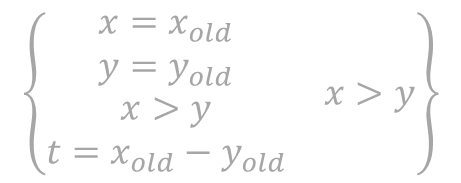 x = x_old
y = y_old
x > y
x > y
t = x_old − y_old